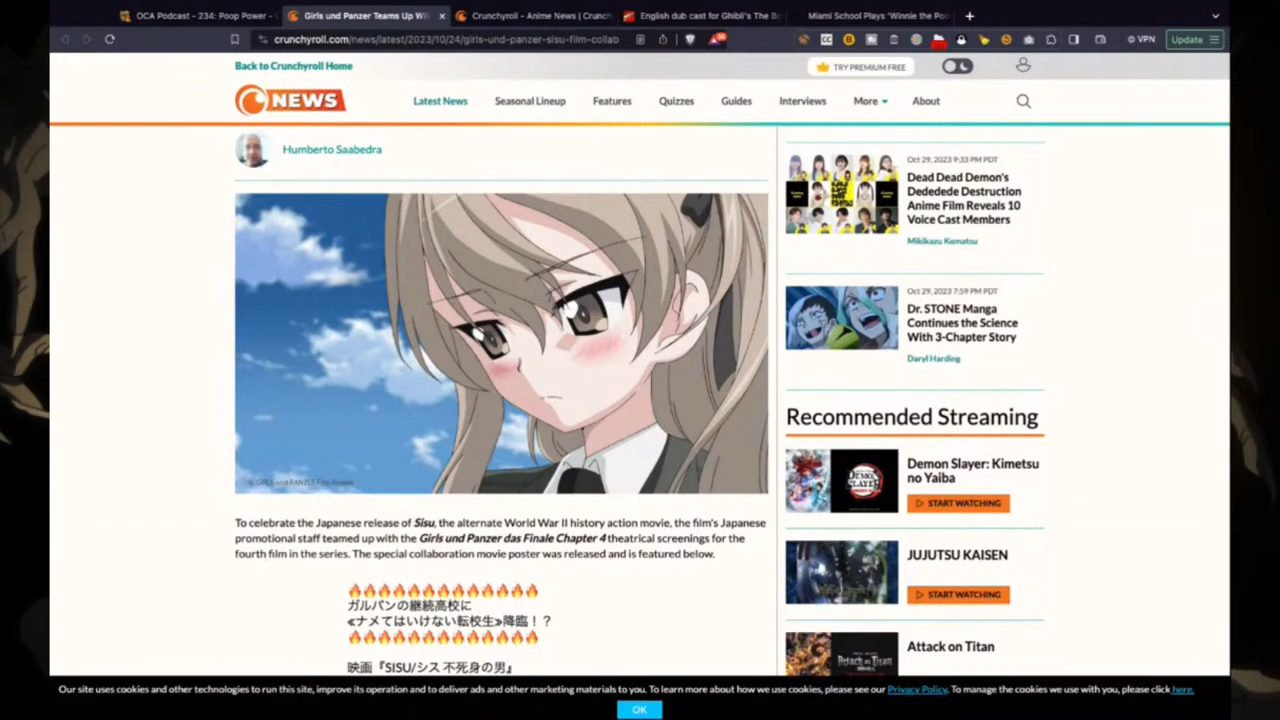 OCA Podcast - 234: Poop Power -
Girls und Panzer Teams Up Wi
Crunchyroll - Anime News | Crunch
English dub cast for Ghibli's The Bo
Miami School Plays 'Winnie the Poo
crunchyroll.com/news/latest/2023/10/24/girls-und-panzer-sisu-film-collab
VPN
Update
Back to Crunchyroll Home
TRY PREMIUM FREE
NEWS
Latest News
Seasonal Lineup
Features
Quizzes
Guides
Interviews
More
About
Humberto Saabedra
© GIRLS und PANZER Film Projekt
To celebrate the Japanese release of Sisu, the alternate World War II history action movie, the film's Japanese
promotional staff teamed up with the Girls und Panzer das Finale Chapter 4 theatrical screenings for the
fourth film in the series. The special collaboration movie poster was released and is featured below.
🔥🔥🔥🔥🔥🔥🔥🔥🔥🔥🔥🔥🔥
ガルパンの継続高校に
≪ナメてはいけない転校生≫降臨！？
🔥🔥🔥🔥🔥🔥🔥🔥🔥🔥🔥🔥🔥
映画『SISU/シス 不死身の男』
Oct 29, 2023 9:33 PM PDT
Dead Dead Demon's
Dededede Destruction
Anime Film Reveals 10
Voice Cast Members
Mikikazu Komatsu
Oct 29, 2023 7:59 PM PDT
Dr. STONE Manga
Continues the Science
With 3-Chapter Story
Daryl Harding
Recommended Streaming
DEMON SLAYER
Demon Slayer: Kimetsu
no Yaiba
START WATCHING
JUJUTSU KAISEN
START WATCHING
Attack on Titan
Attack on Titan
Our site uses cookies and other technologies to run this site, improve its operation and to deliver ads and other marketing materials to you. To learn more about how we use cookies, please see our Privacy Policy. To manage the cookies we use with you, please click here.
OK